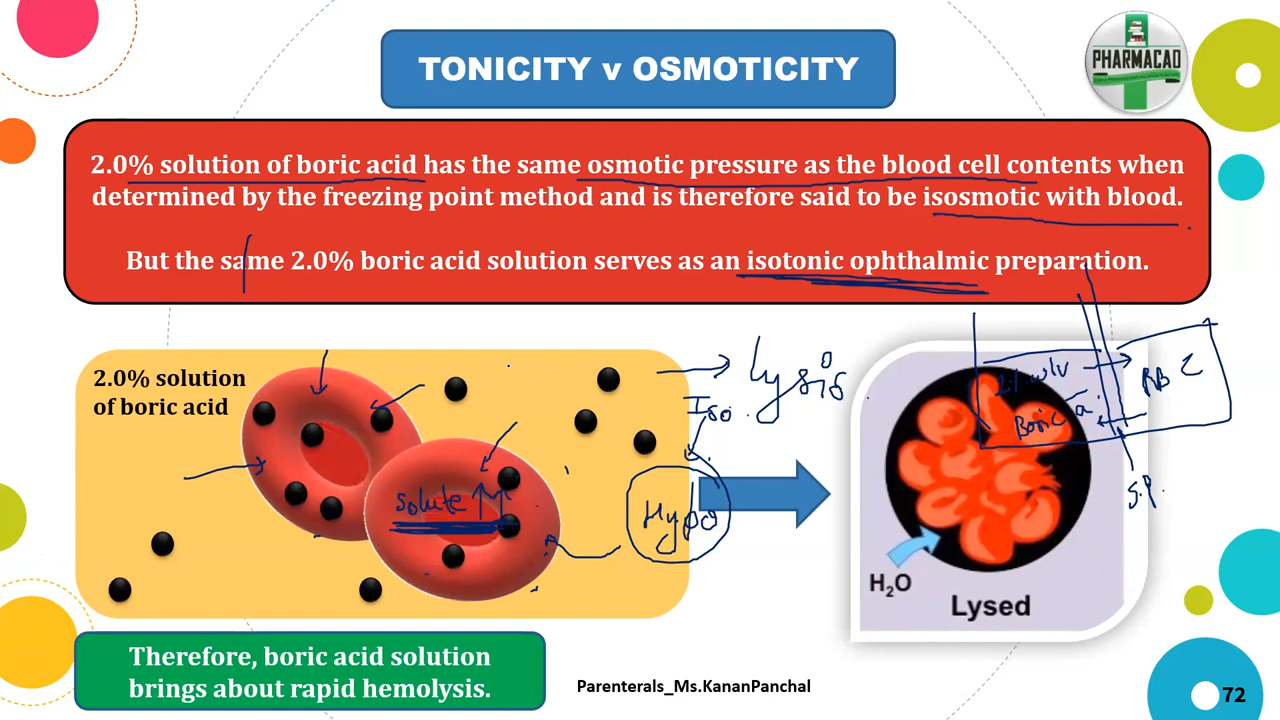 TONICITY v OSMOTICITY
PHARMACAD
2.0% solution of boric acid has the same osmotic pressure as the blood cell contents when
determined by the freezing point method and is therefore said to be isosmotic with blood.
But the same 2.0% boric acid solution serves as an isotonic ophthalmic preparation.
2.0% solution
of boric acid
Lysis
Iso
Hypo
solute
RBC
Boric a.
S.P.
H₂O
Lysed
Therefore, boric acid solution
brings about rapid hemolysis.
Parenterals_Ms.KananPanchal
72